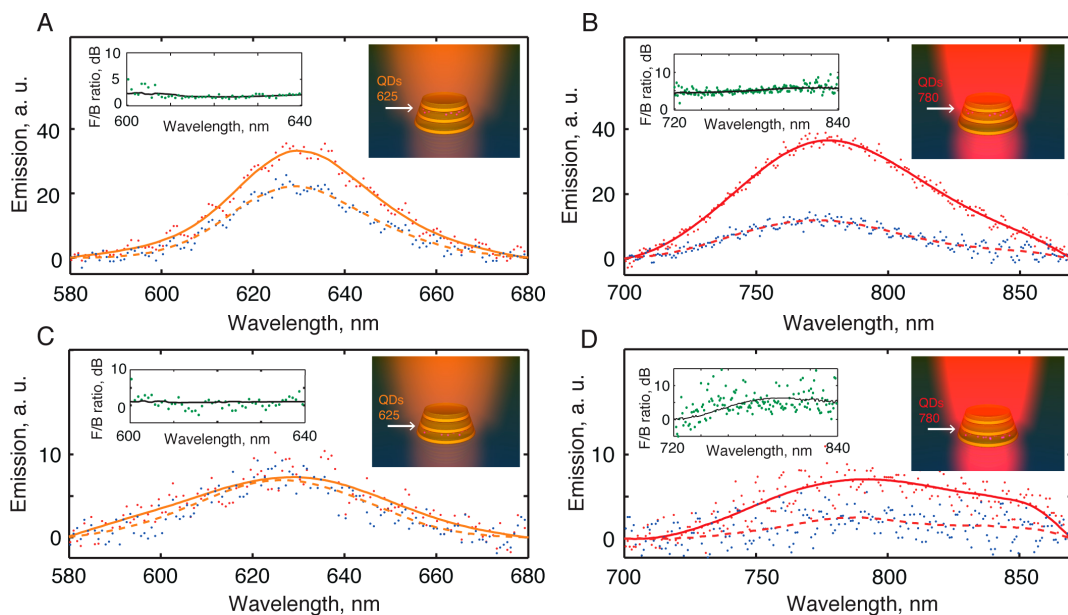 A
Emission, a. u.
40
20
0
580
600
620
640
660
680
Wavelength, nm
F/B ratio, dB
10
5
0
600
640
Wavelength, nm
QDs
625
B
Emission, a. u.
40
20
0
700
750
800
850
Wavelength, nm
F/B ratio, dB
10
0
720
840
Wavelength, nm
QDs
780
C
Emission, a. u.
10
0
580
600
620
640
660
680
Wavelength, nm
F/B ratio, dB
10
0
600
640
Wavelength, nm
QDs
625
D
Emission, a. u.
10
0
700
750
800
850
Wavelength, nm
F/B ratio, dB
10
0
720
840
Wavelength, nm
QDs
780